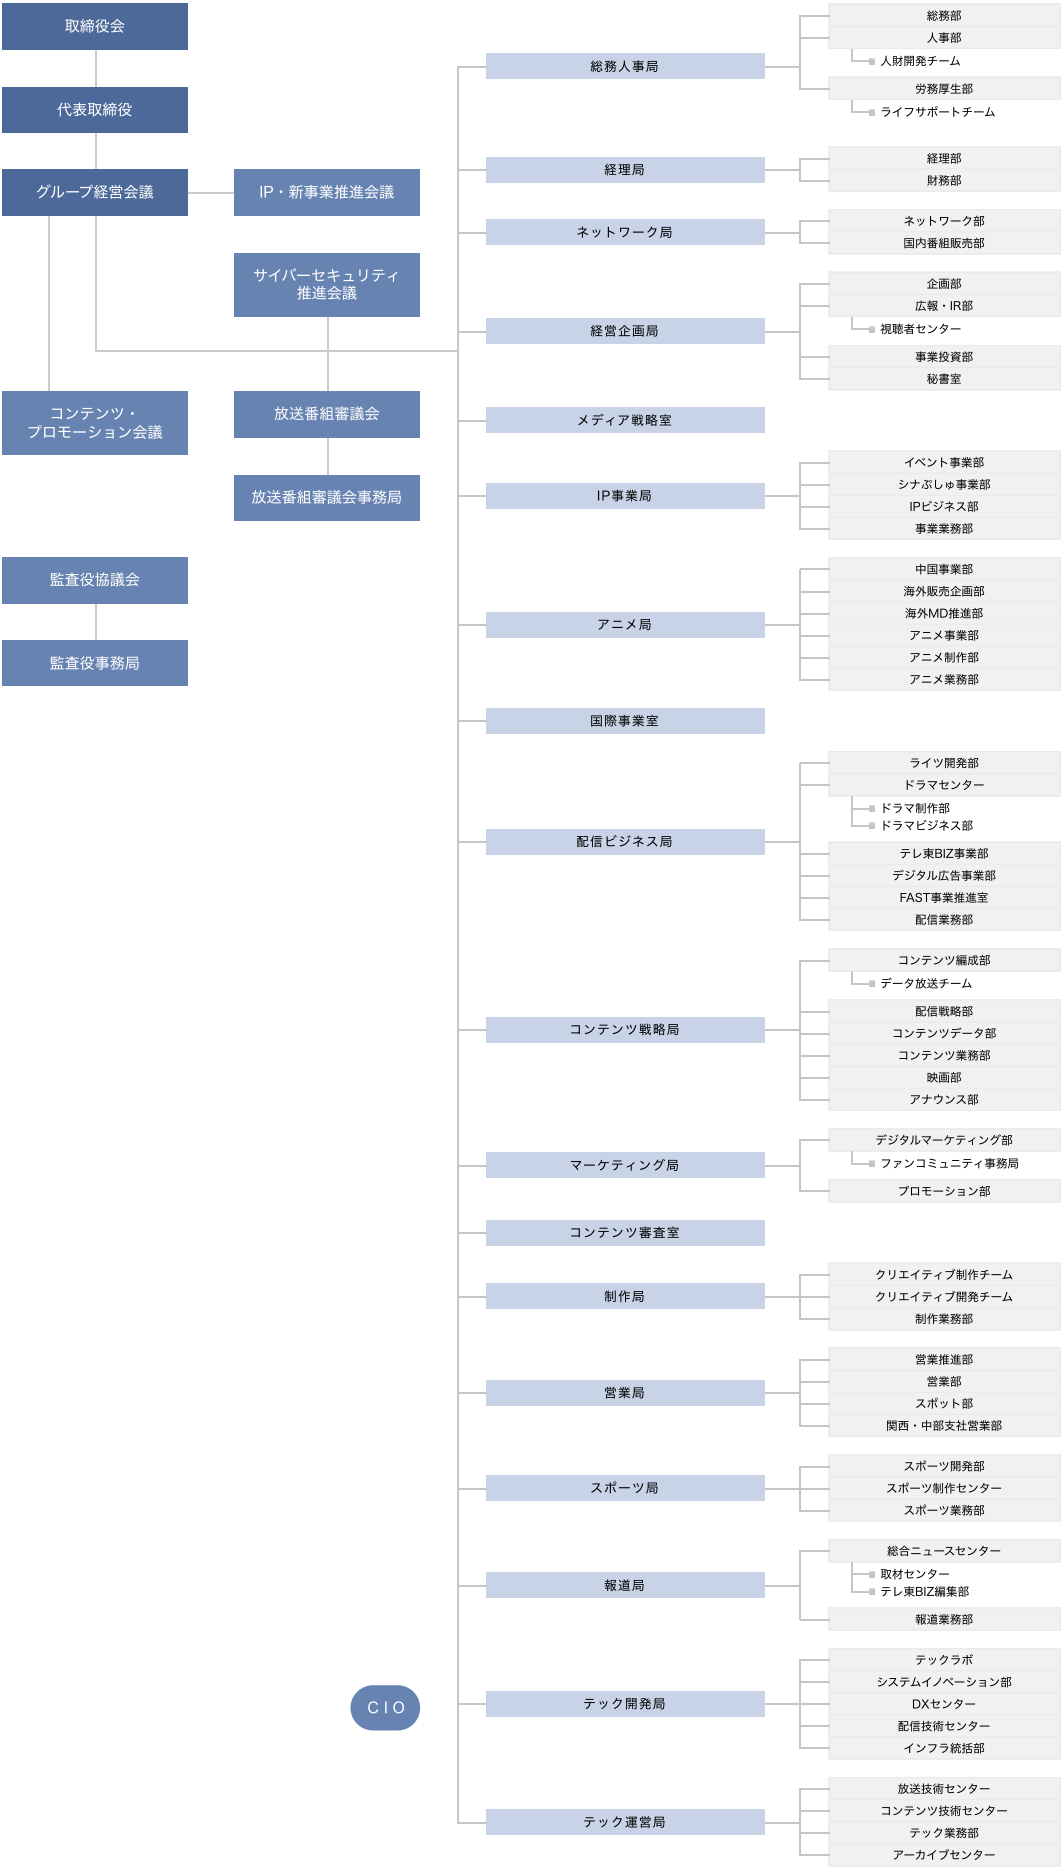 取締役会
代表取締役
グループ経営会議
IP・新事業推進会議
サイバーセキュリティ
推進会議
コンテンツ・
プロモーション会議
放送番組審議会
放送番組審議会事務局
監査役協議会
監査役事務局
CIO
総務人事局
総務部
人事部
人財開発チーム
労務厚生部
ライフサポートチーム
経理局
経理部
財務部
ネットワーク局
ネットワーク部
国内番組販売部
経営企画局
企画部
広報・IR部
視聴者センター
事業投資部
秘書室
メディア戦略室
IP事業局
イベント事業部
シナぷしゅ事業部
IPビジネス部
事業業務部
アニメ局
中国事業部
海外販売企画部
海外MD推進部
アニメ事業部
アニメ制作部
アニメ業務部
国際事業室
配信ビジネス局
ライツ開発部
ドラマセンター
ドラマ制作部
ドラマビジネス部
テレ東BIZ事業部
デジタル広告事業部
FAST事業推進室
配信業務部
コンテンツ戦略局
コンテンツ編成部
データ放送チーム
配信戦略部
コンテンツデータ部
コンテンツ業務部
映画部
アナウンス部
マーケティング局
デジタルマーケティング部
ファンコミュニティ事務局
プロモーション部
コンテンツ審査室
制作局
クリエイティブ制作チーム
クリエイティブ開発チーム
制作業務部
営業局
営業推進部
営業部
スポット部
関西・中部支社営業部
スポーツ局
スポーツ開発部
スポーツ制作センター
スポーツ業務部
報道局
総合ニュースセンター
取材センター
テレ東BIZ編集部
報道業務部
テック開発局
テックラボ
システムイノベーション部
DXセンター
配信技術センター
インフラ統括部
テック運営局
放送技術センター
コンテンツ技術センター
テック業務部
アーカイブセンター